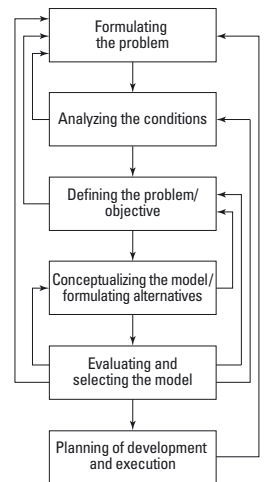 Formulating
the problem
Analyzing the conditions
Defining the problem/
objective
Conceptualizing the model/
formulating alternatives
Evaluating and
selecting the model
Planning of development
and execution